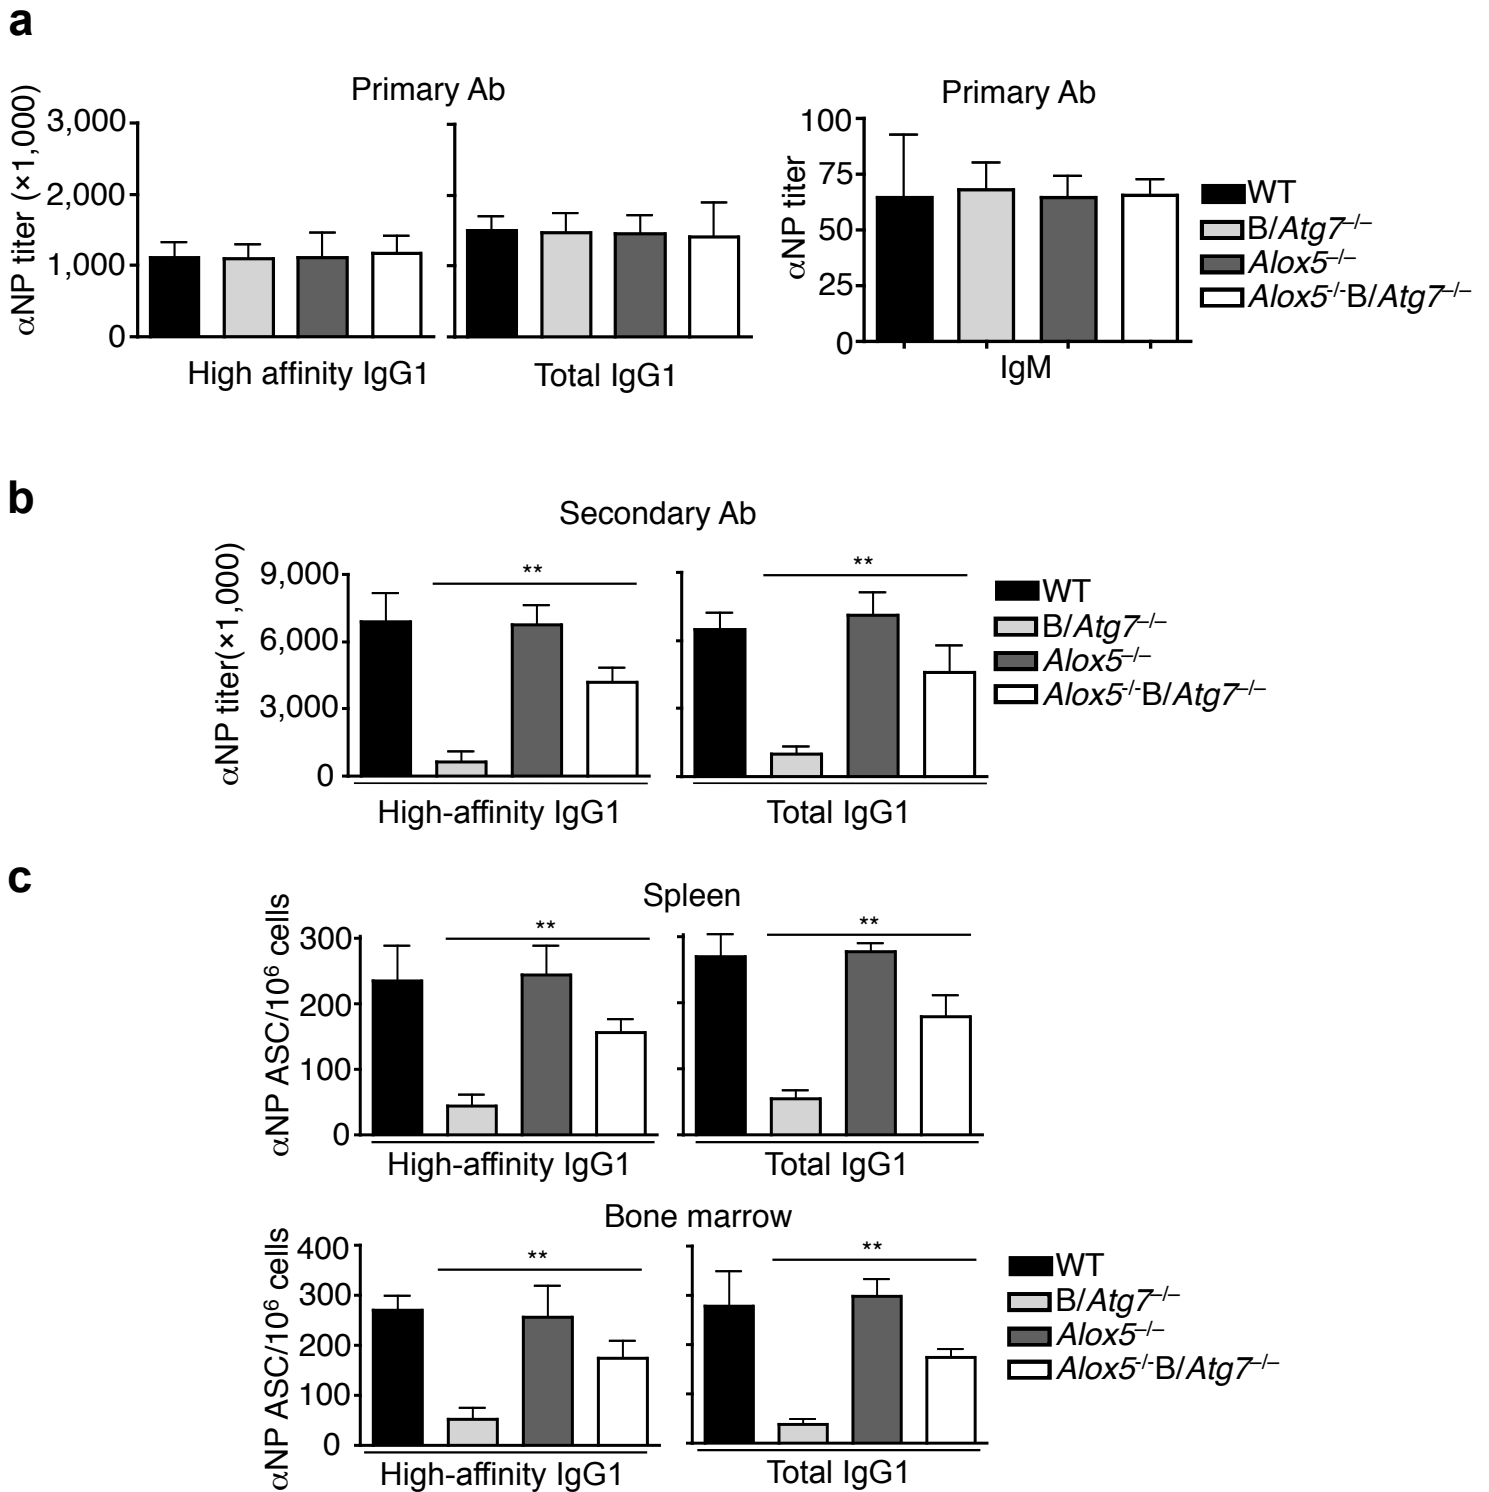 a
Primary Ab
αNP titer (×1,000)
3,000
2,000
1,000
0
High affinity IgG1
Total IgG1
Primary Ab
αNP titer
100
75
50
25
0
IgM
WT
B/Atg7–/–
Alox5–/–
Alox5-/-B/Atg7–/–
b
Secondary Ab
αNP titer(×1,000)
9,000
6,000
3,000
0
**
**
High-affinity IgG1
Total IgG1
WT
B/Atg7–/–
Alox5–/–
Alox5-/-B/Atg7–/–
c
Spleen
αNP ASC/10⁶ cells
300
200
100
0
**
**
High-affinity IgG1
Total IgG1
Bone marrow
αNP ASC/10⁶ cells
400
300
200
100
0
**
**
High-affinity IgG1
Total IgG1
WT
B/Atg7–/–
Alox5–/–
Alox5-/-B/Atg7–/–